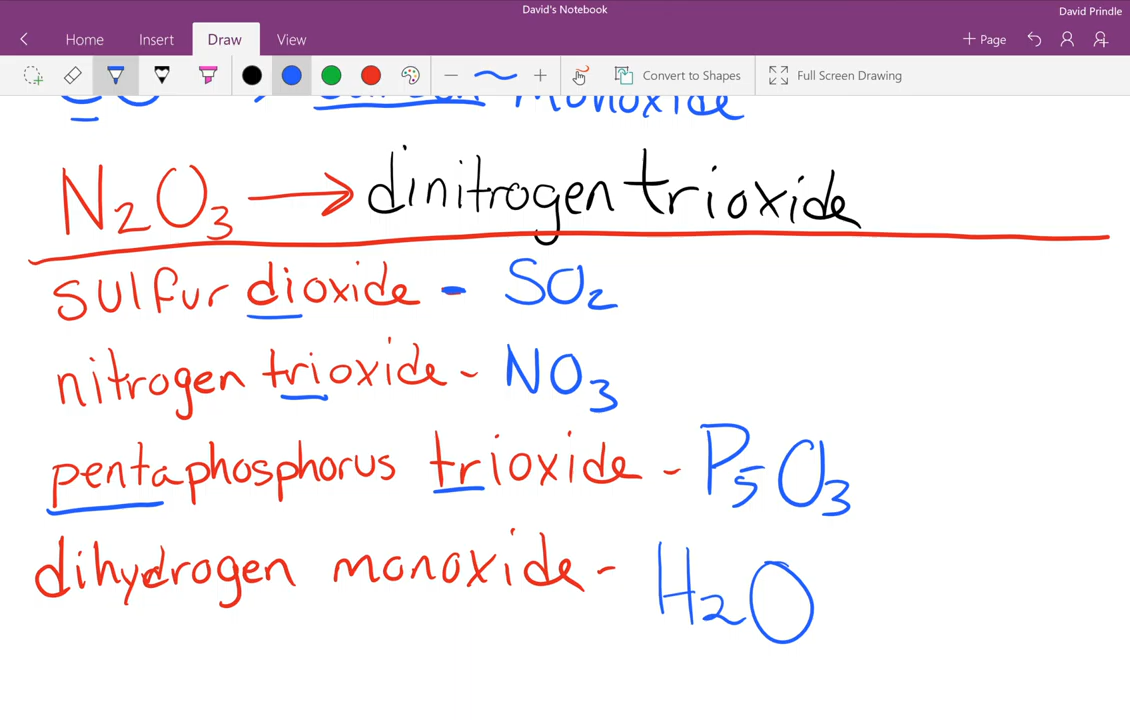 David's Notebook
David Prindle
Home Insert Draw View
Page
Convert to Shapes Full Screen Drawing
monoxide
N₂O₃ → dinitrogen trioxide
sulfur dioxide - SO₂
nitrogen trioxide - NO₃
pentaphosphorus trioxide - P₅O₃
dihydrogen monoxide - H₂O